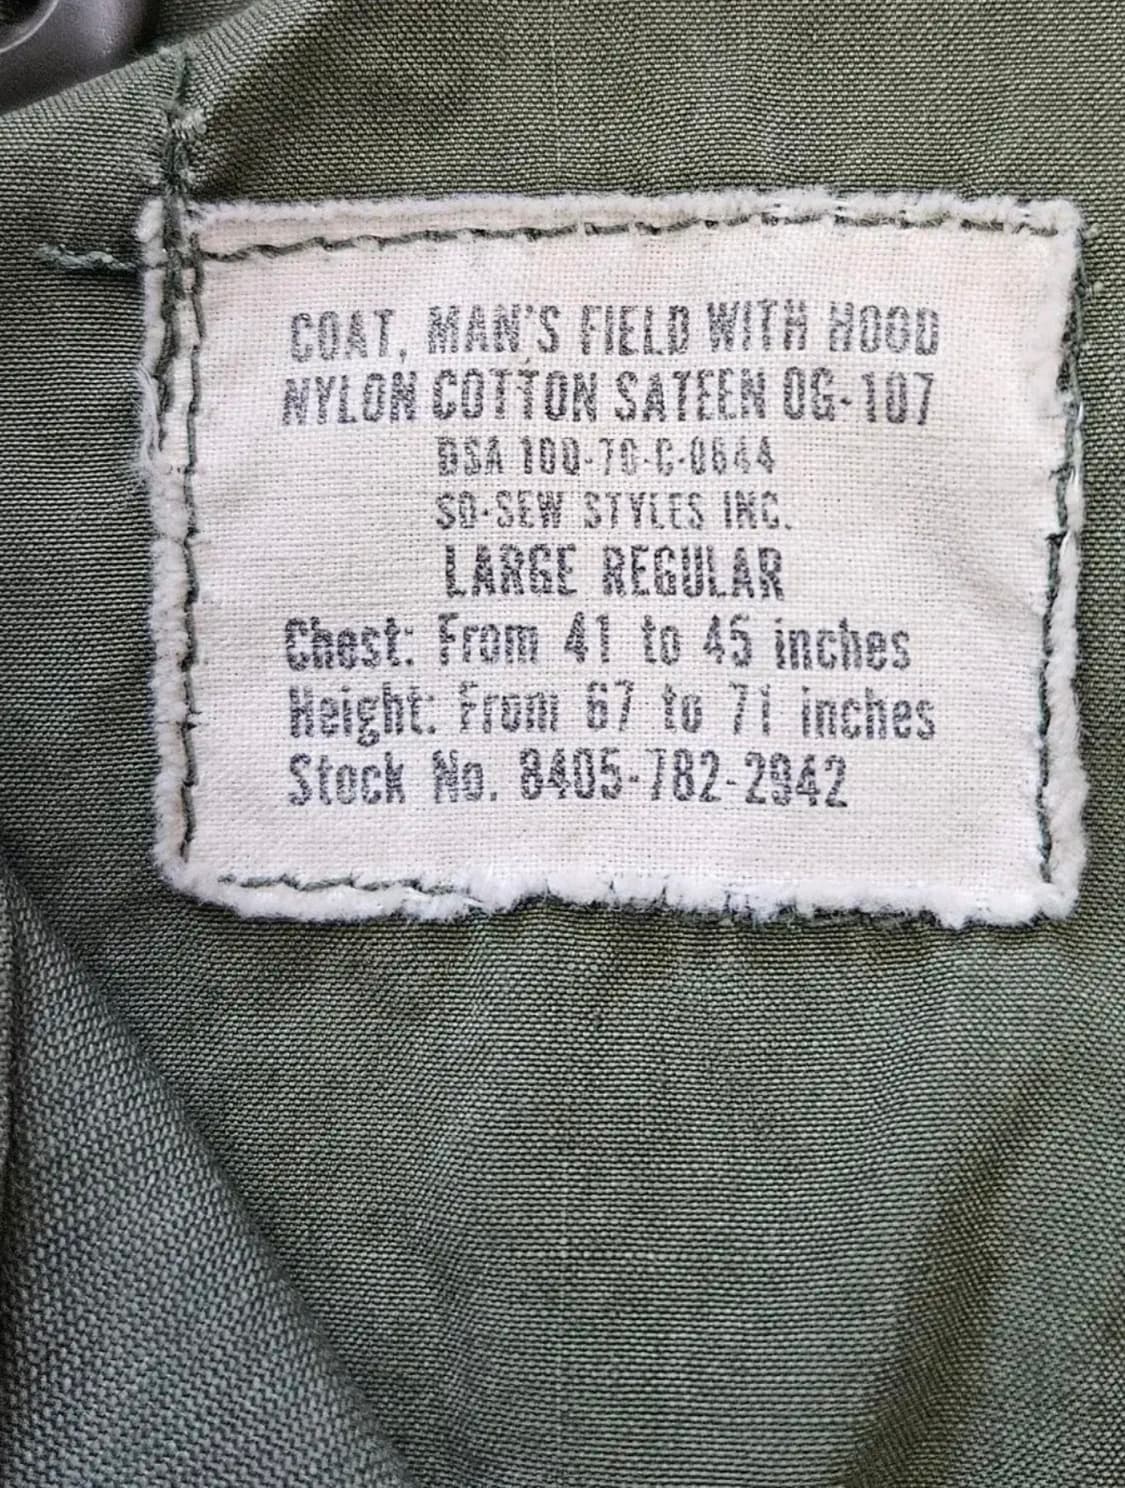 COAT, MAN'S FIELD WITH HOOD
NYLON COTTON SATEEN OG-107
DSA 100-70-C-0644
SO-SEW STYLES INC.
LARGE REGULAR
Chest: From 41 to 45 inches
Height: From 67 to 71 inches
Stock No. 8405-782-2942